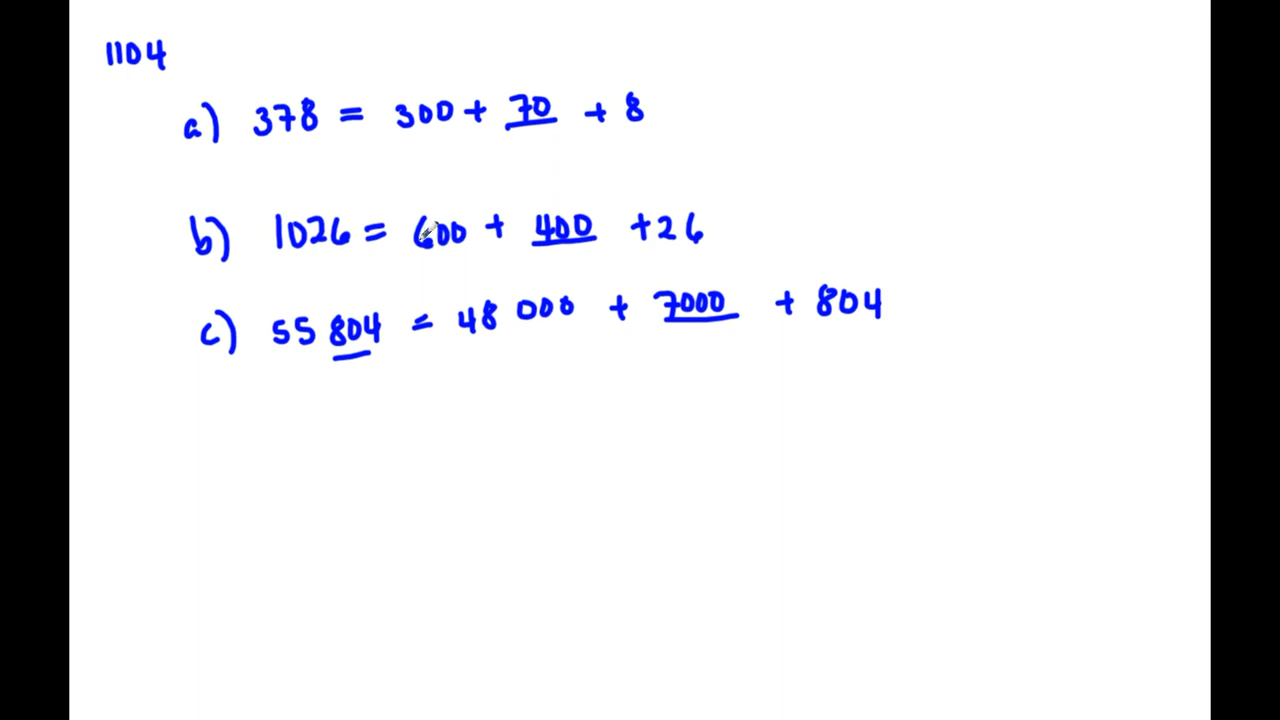 1104
a) 378 = 300 + 70 + 8
b) 1026 = 600 + 400 + 26
c) 55 804 = 48 000 + 7000 + 804